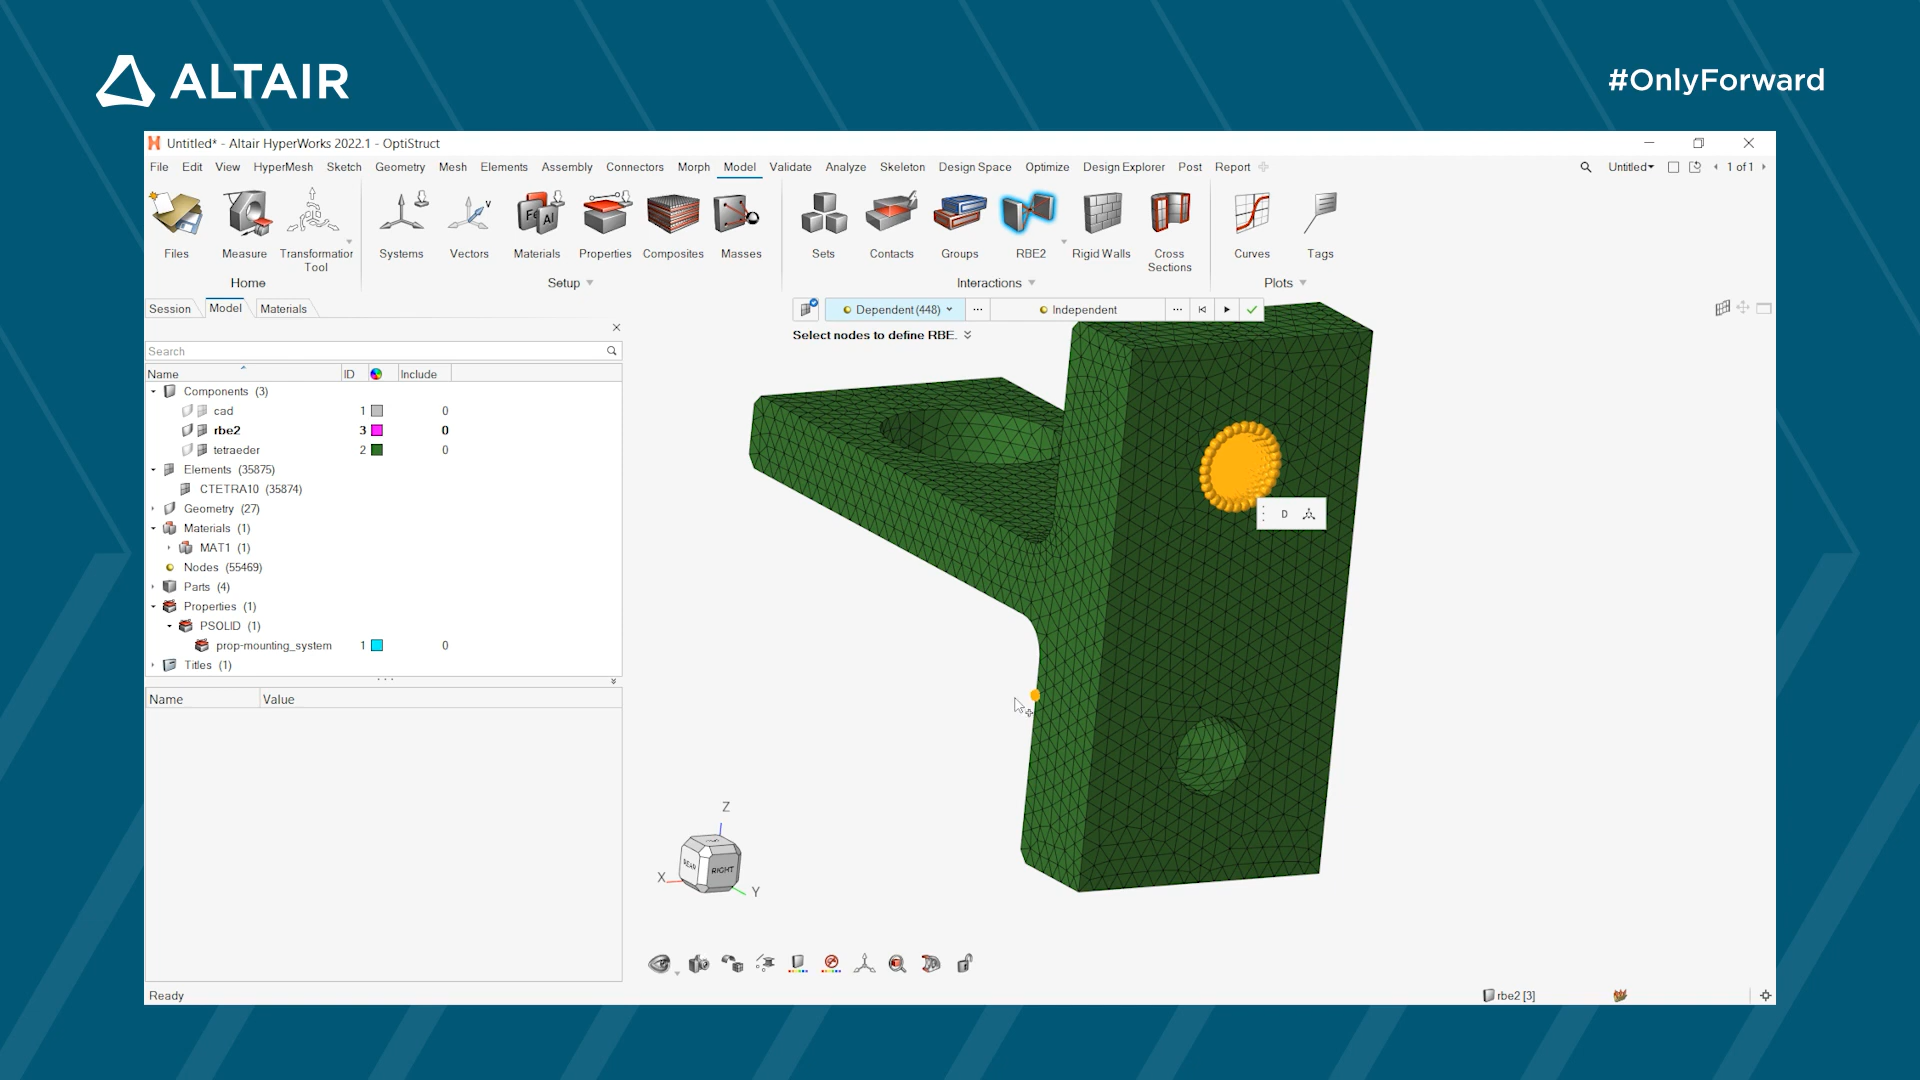 ALTAIR
#OnlyForward
Untitled* - Altair HyperWorks 2022.1 - OptiStruct
File Edit View HyperMesh Sketch Geometry Mesh Elements Assembly Connectors Morph Model Validate Analyze Skeleton Design Space Optimize Design Explorer Post Report Untitled 1 of 1
Files Measure Transformatior Tool Systems Vectors Materials Properties Composites Masses Sets Contacts Groups RBE2 Rigid Walls Cross Sections Curves Tags
Home Setup Interactions Plots
Session Model Materials
Dependent (448) ... Independent ...
Select nodes to define RBE.
Search
Name ID Include
Components (3)
cad 1 0
rbe2 3 0
tetraeder 2 0
Elements (35875)
CTETRA10 (35874)
Geometry (27)
Materials (1)
MAT1 (1)
Nodes (55469)
Parts (4)
Properties (1)
PSOLID (1)
prop-mounting_system 1 0
Titles (1)
Name Value
D
Z
REAR RIGHT
X
Y
Ready
rbe2 [3]